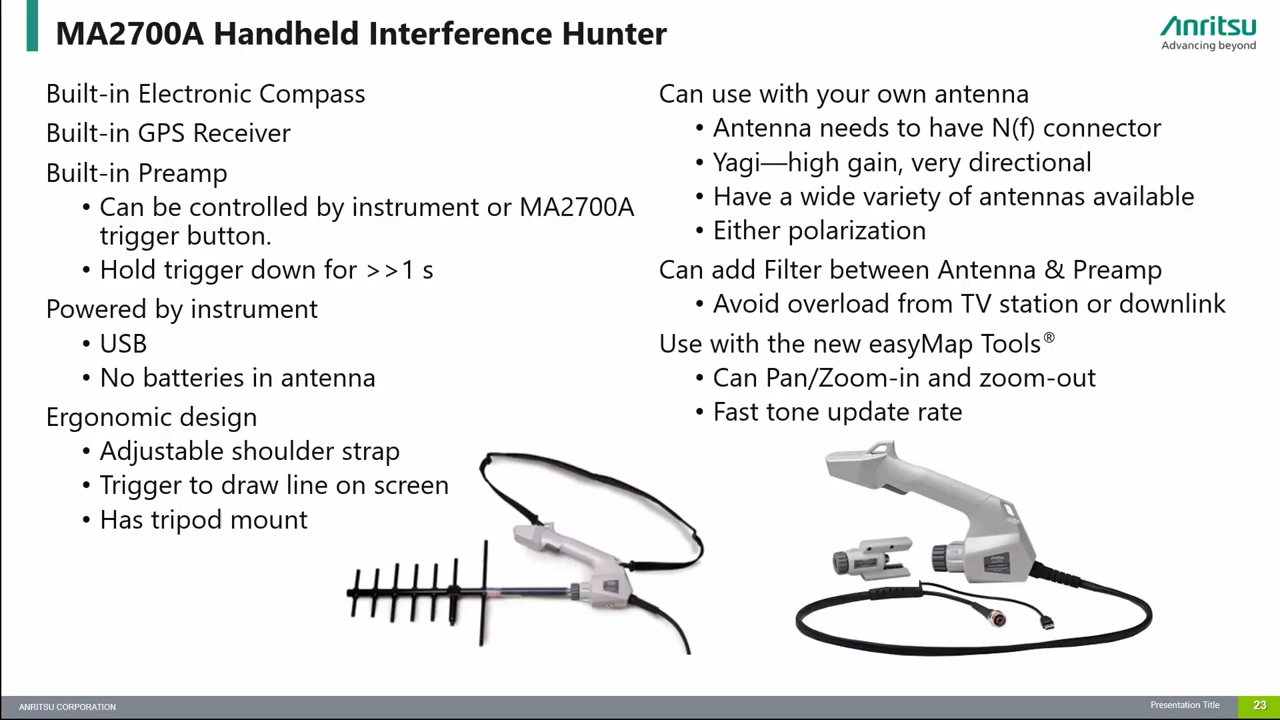 MA2700A Handheld Interference Hunter
Anritsu
Advancing beyond
Built-in Electronic Compass
Built-in GPS Receiver
Built-in Preamp
• Can be controlled by instrument or MA2700A
trigger button.
• Hold trigger down for >>1 s
Powered by instrument
• USB
• No batteries in antenna
Ergonomic design
• Adjustable shoulder strap
• Trigger to draw line on screen
• Has tripod mount
Can use with your own antenna
• Antenna needs to have N(f) connector
• Yagi—high gain, very directional
• Have a wide variety of antennas available
• Either polarization
Can add Filter between Antenna & Preamp
• Avoid overload from TV station or downlink
Use with the new easyMap Tools®
• Can Pan/Zoom-in and zoom-out
• Fast tone update rate
ANRITSU CORPORATION
Presentation Title
23